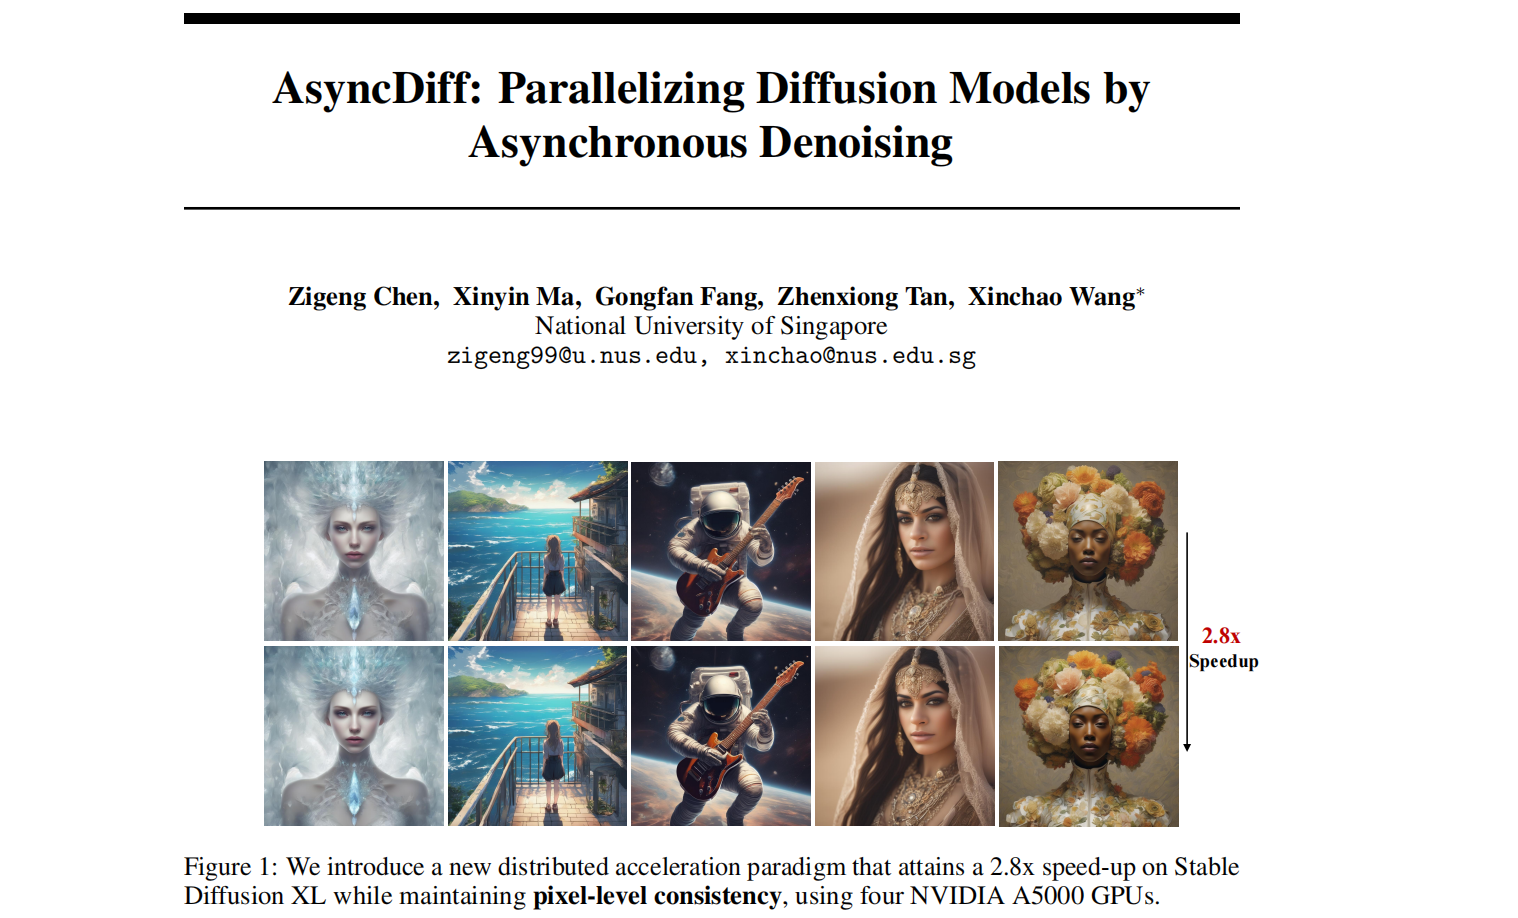 AsyncDiff: Parallelizing Diffusion Models by
Asynchronous Denoising
Zigeng Chen, Xinyin Ma, Gongfan Fang, Zhenxiong Tan, Xinchao Wang*
National University of Singapore
zigeng99@u.nus.edu, xinchao@nus.edu.sg
2.8x
Speedup
Figure 1: We introduce a new distributed acceleration paradigm that attains a 2.8x speed-up on Stable
Diffusion XL while maintaining pixel-level consistency, using four NVIDIA A5000 GPUs.